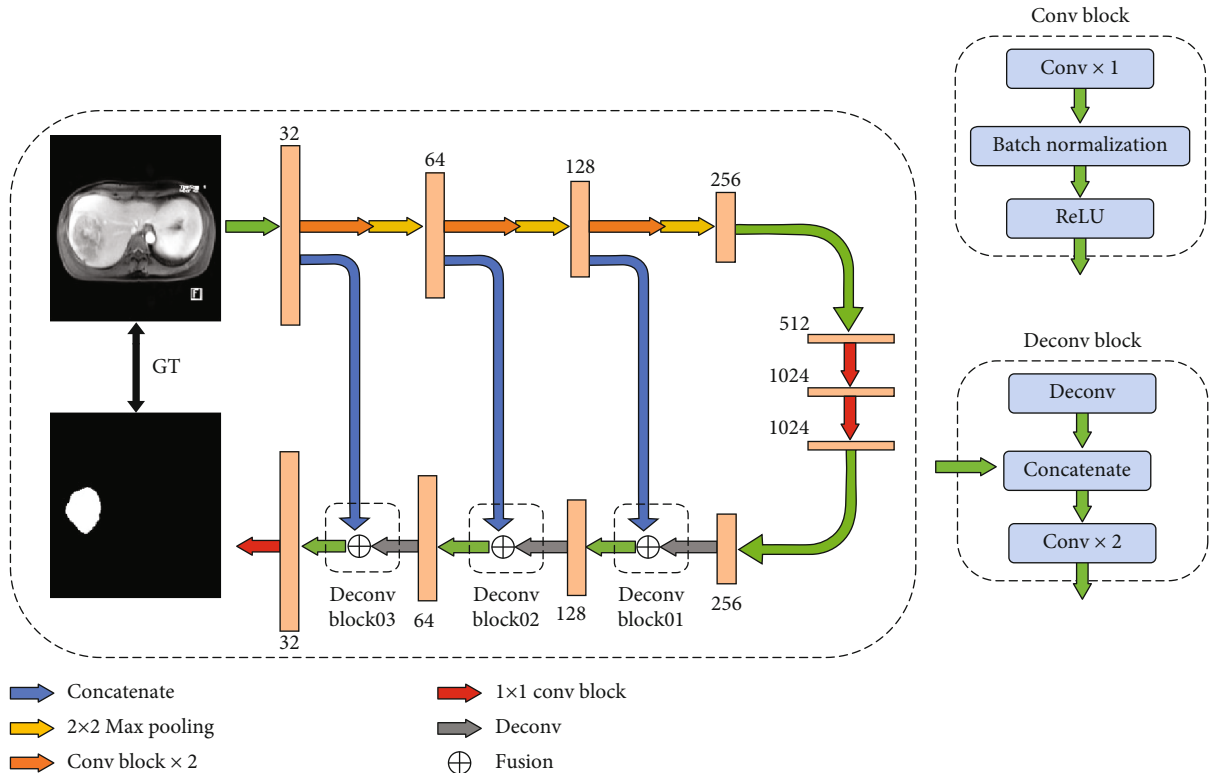 Conv block
Conv × 1
Batch normalization
ReLU
32
64
128
256
GT
512
1024
1024
Deconv block
Deconv
Concatenate
Conv × 2
Deconv
block03
Deconv
block02
Deconv
block01
32
64
128
256
Concatenate
2×2 Max pooling
Conv block × 2
1×1 conv block
Deconv
Fusion